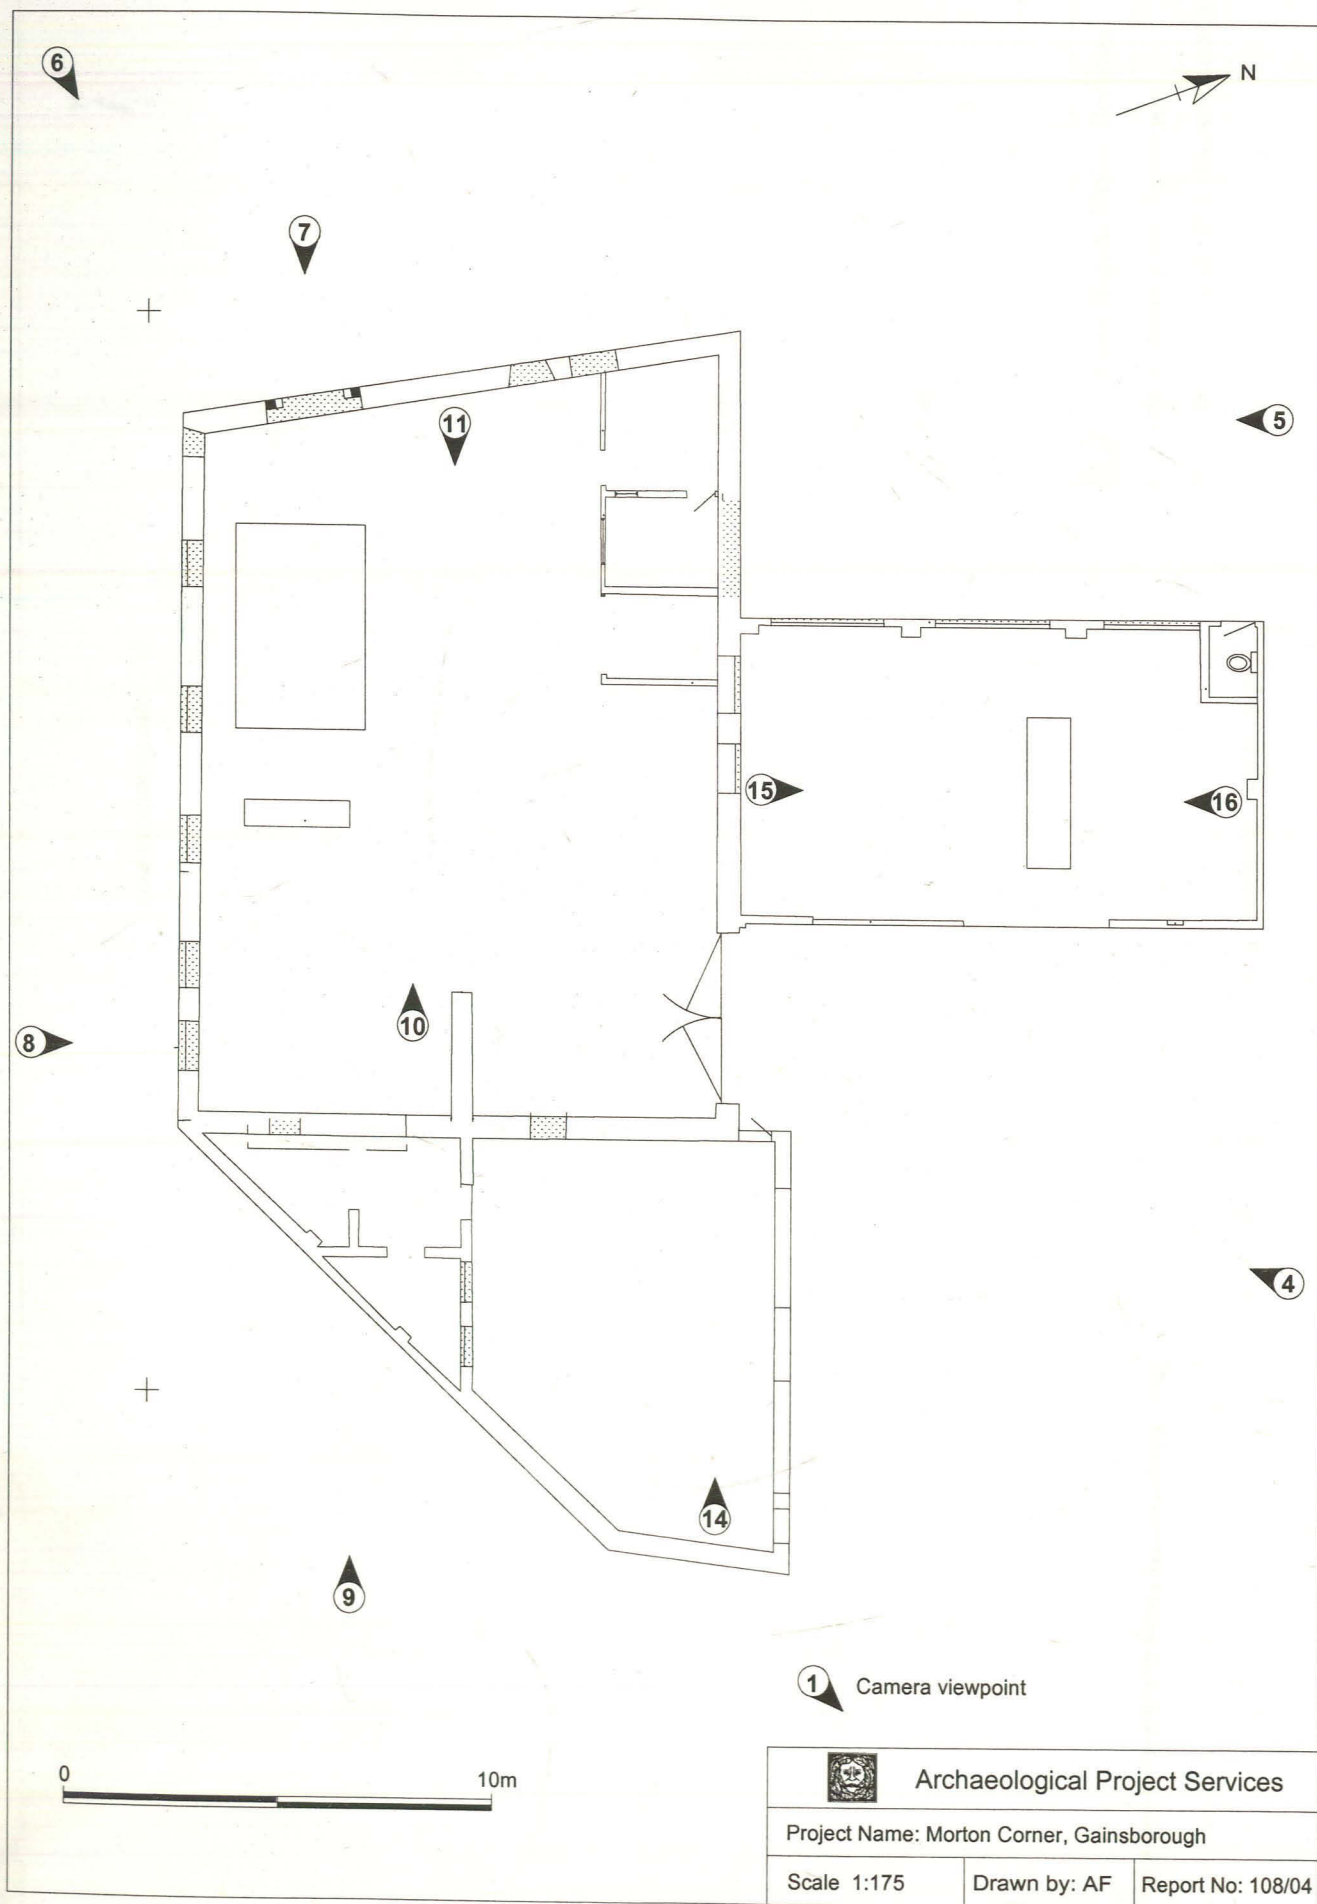 6
N
7
5
11
15
16
10
8
4
14
9
1 Camera viewpoint
0 10m
Archaeological Project Services
Project Name: Morton Corner, Gainsborough
Scale 1:175 Drawn by: AF Report No: 108/04